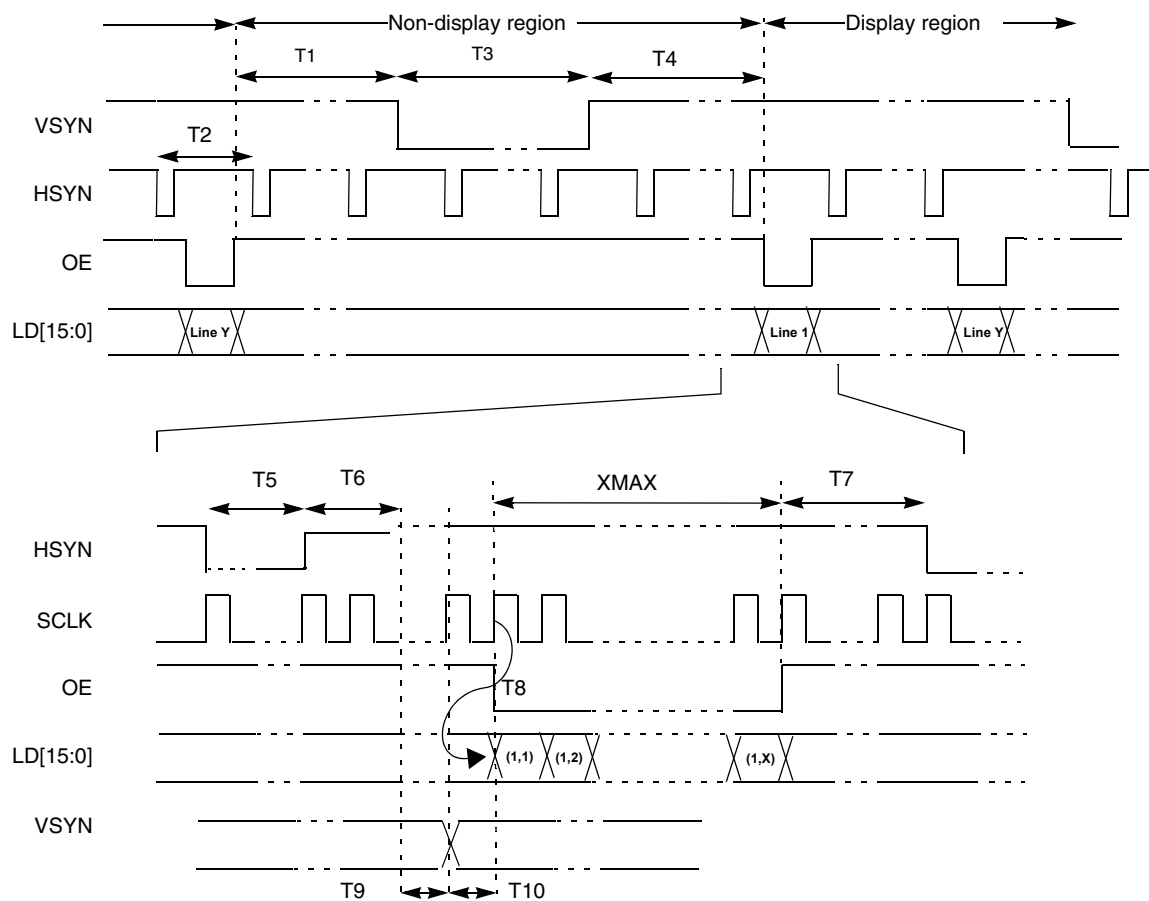 Non-display region
Display region
T1
T3
T4
VSYN
T2
HSYN
OE
LD[15:0]
Line Y
Line 1
Line Y
T5
T6
XMAX
T7
HSYN
SCLK
OE
T8
LD[15:0]
(1,1)
(1,2)
(1,X)
VSYN
T9
T10